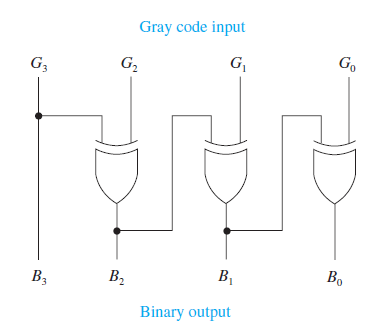 Gray code input
G₃ G₂ G₁ G₀
B₃ B₂ B₁ B₀
Binary output